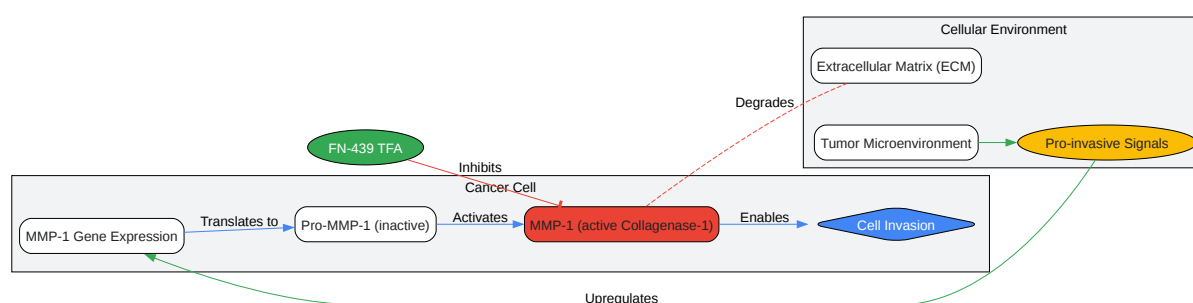 Cellular Environment
Extracellular Matrix (ECM)
Degrades
FN-439 TFA
Tumor Microenvironment
Pro-invasive Signals
Inhibits
Cancer Cell
MMP-1 Gene Expression
Translates to
Pro-MMP-1 (inactive)
Activates
MMP-1 (active Collagenase-1)
Enables
Cell Invasion
Upregulates